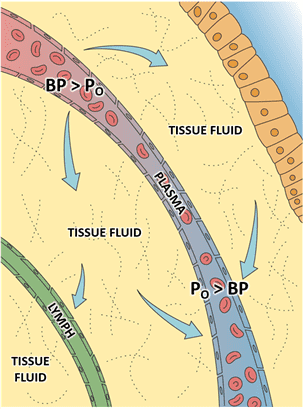 BP > PO
TISSUE FLUID
PLASMA
TISSUE FLUID
PO > BP
LYMPH
TISSUE
FLUID